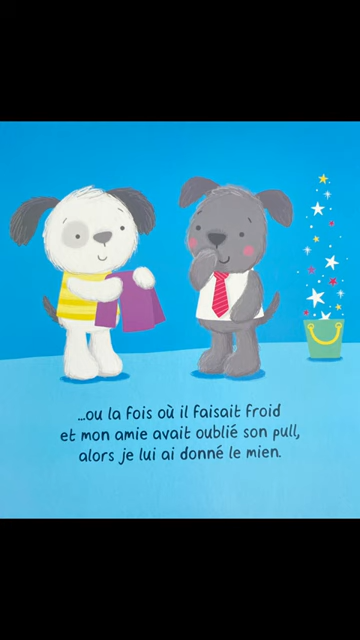 ...ou la fois où il faisait froid
et mon amie avait oublié son pull,
alors je lui ai donné le mien.